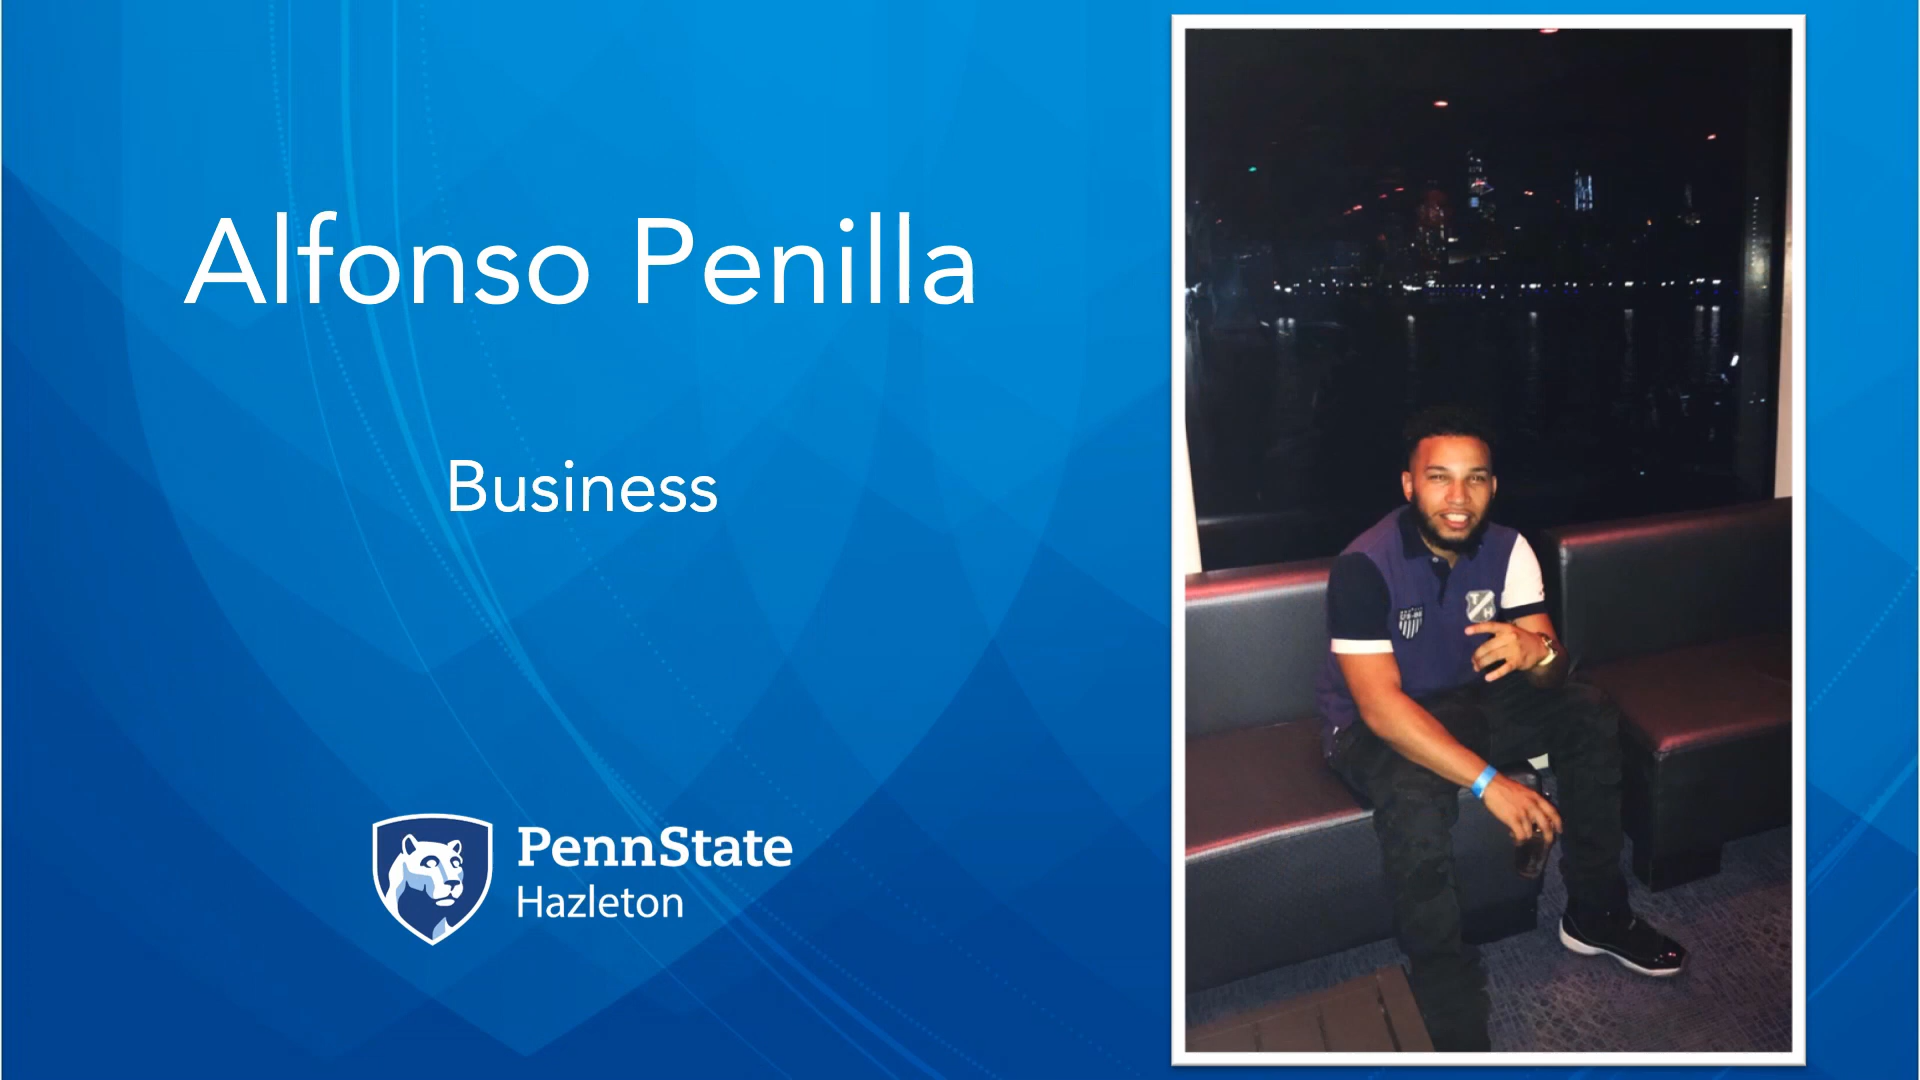 Alfonso Penilla
Business
PennState
Hazleton
T
H